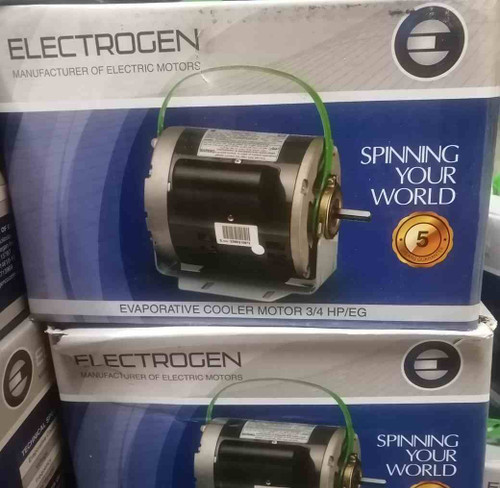 ELECTROGEN
MANUFACTURER OF ELECTRIC MOTORS
SPINNING
YOUR
WORLD
5
EVAPORATIVE COOLER MOTOR 3/4 HP/EG
ELECTROGEN
MANUFACTURER OF ELECTRIC MOTORS
SPINNING
YOUR
WORLD